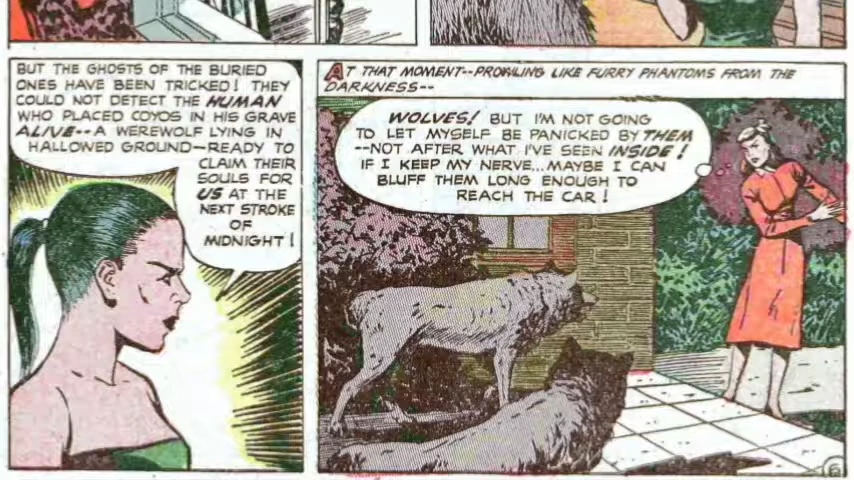 BUT THE GHOSTS OF THE BURIED
ONES HAVE BEEN TRICKED! THEY
COULD NOT DETECT THE HUMAN
WHO PLACED COYOS IN HIS GRAVE
ALIVE--A WEREWOLF LYING IN
HALLOWED GROUND--READY TO
CLAIM THEIR
SOULS FOR
US AT THE
NEXT STROKE
OF
MIDNIGHT!
AT THAT MOMENT--PROWLING LIKE FURRY PHANTOMS FROM THE
DARKNESS--
WOLVES! BUT I'M NOT GOING
TO LET MYSELF BE PANICKED BY THEM
--NOT AFTER WHAT I'VE SEEN INSIDE!
IF I KEEP MY NERVE...MAYBE I CAN
BLUFF THEM LONG ENOUGH TO
REACH THE CAR!
6